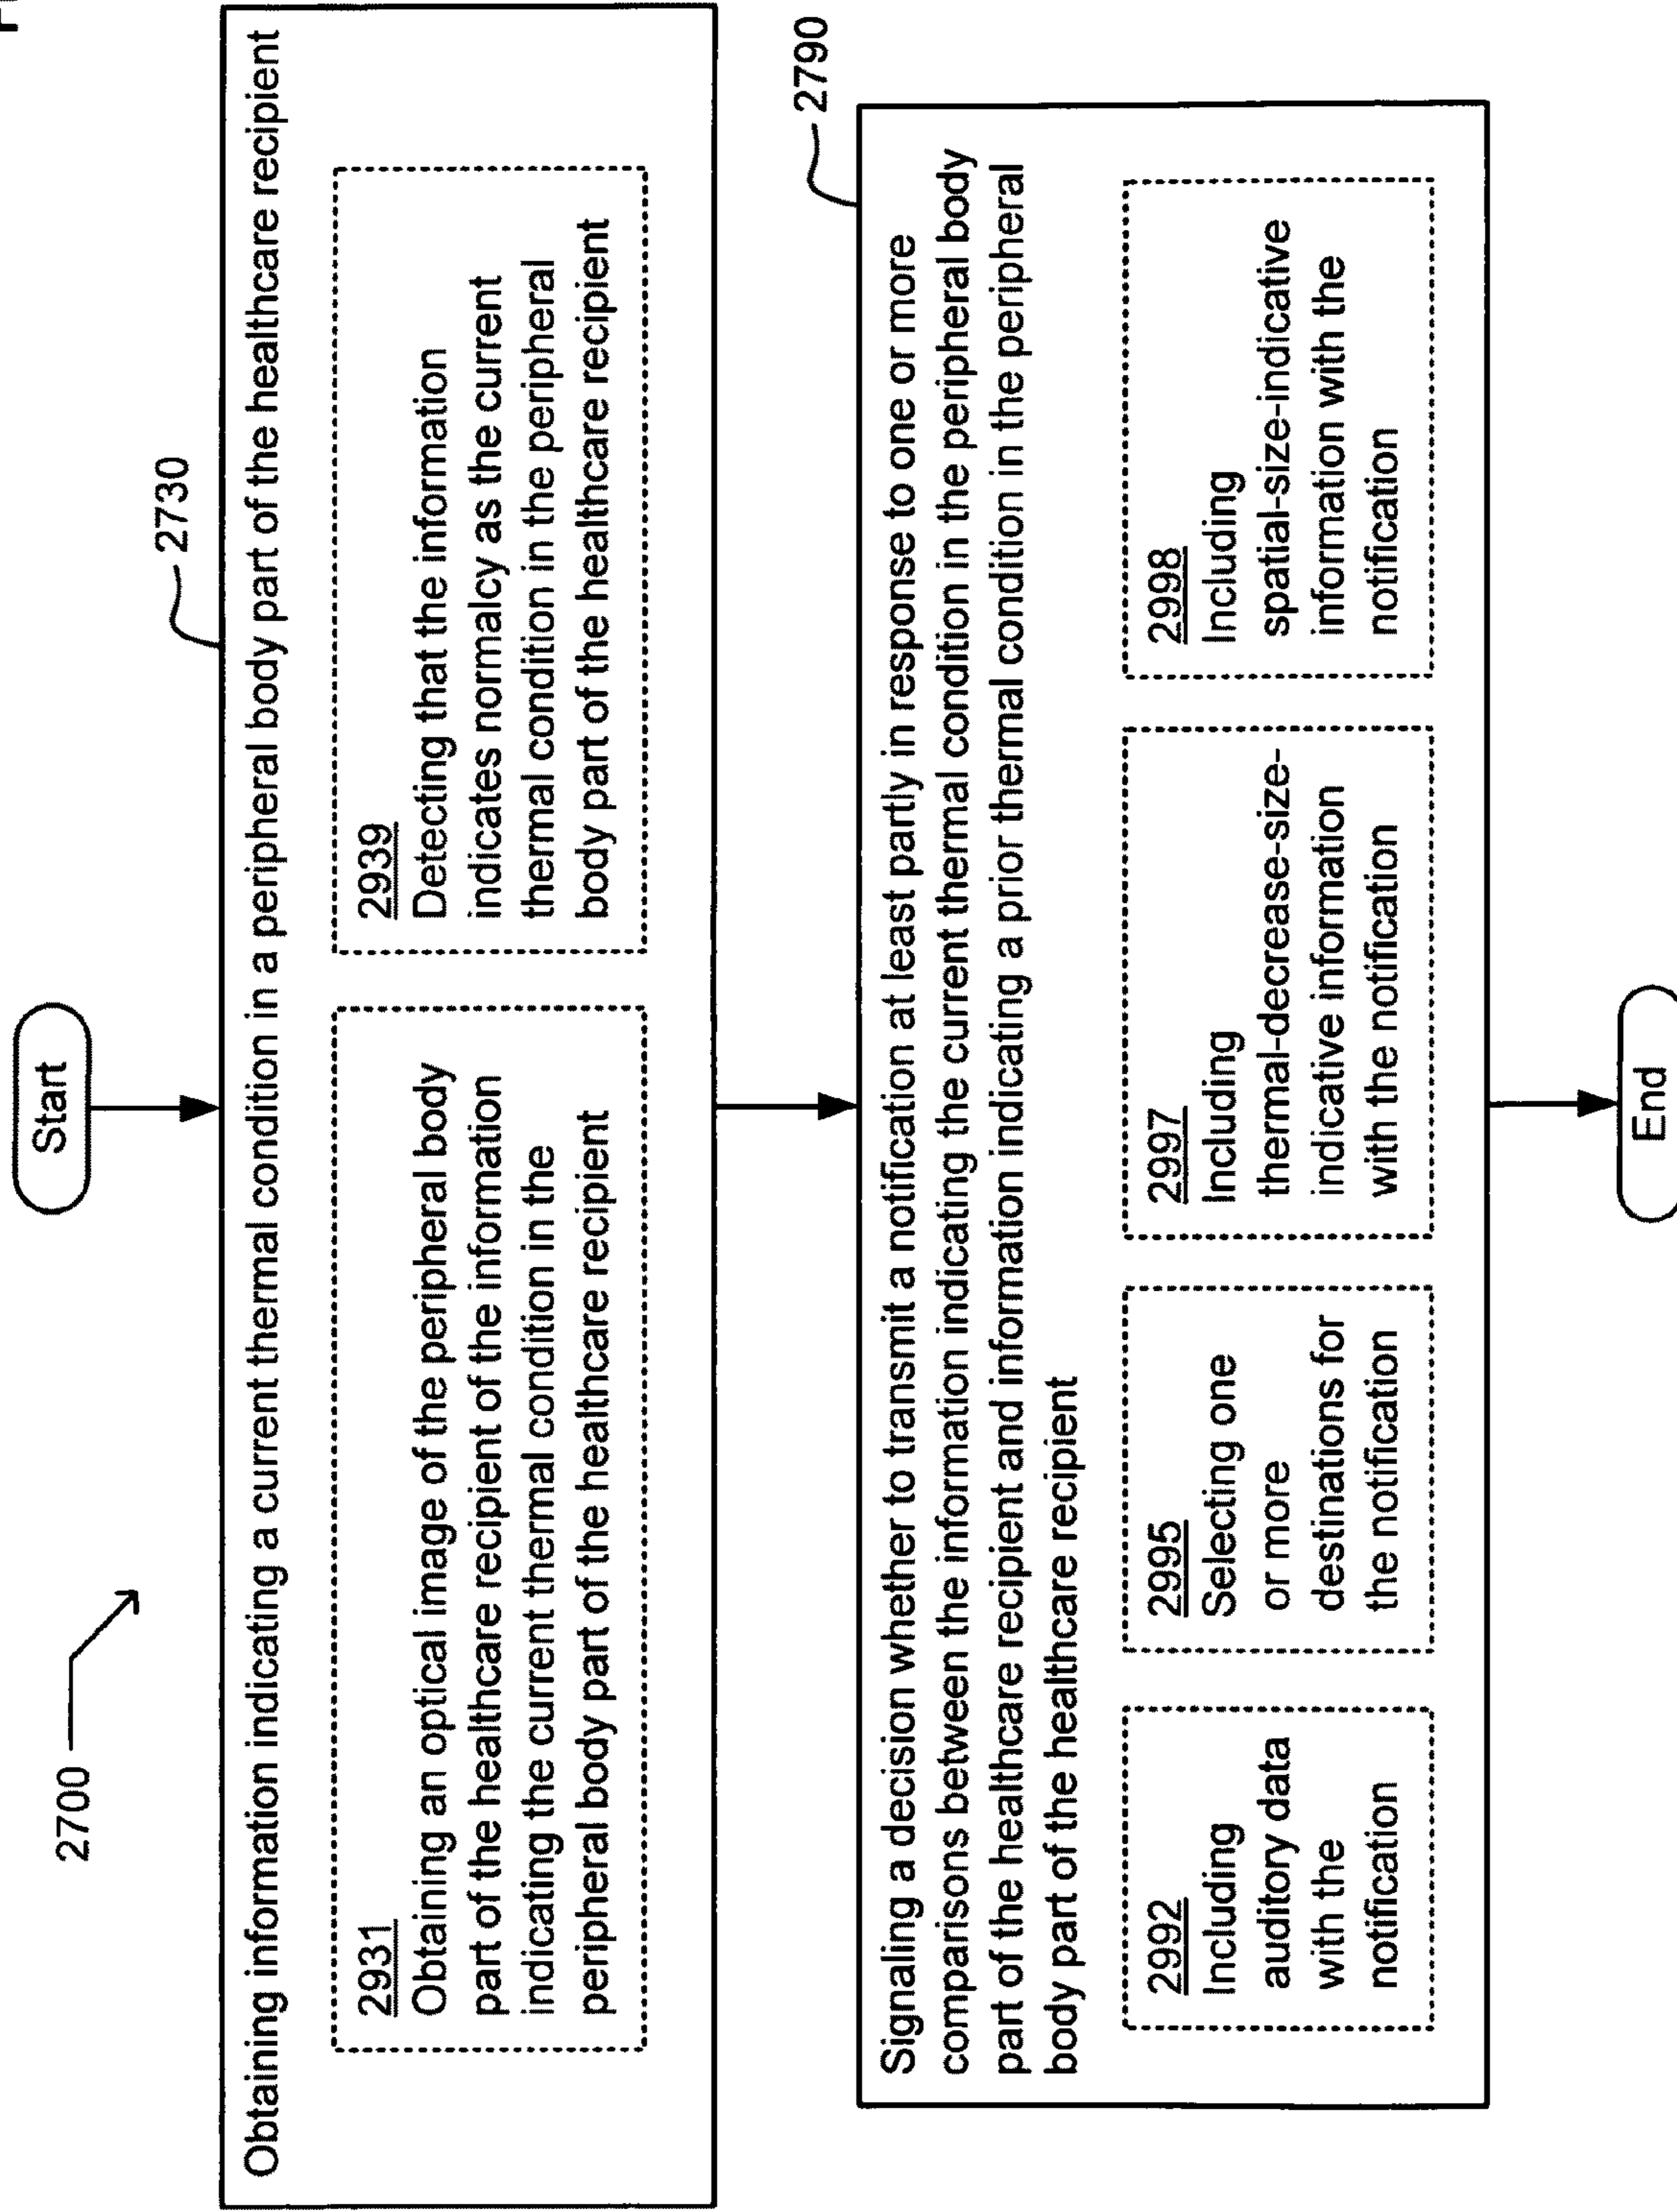 2700
Start
2730
Obtaining information indicating a current thermal condition in a peripheral body part of the healthcare recipient
2931
Obtaining an optical image of the peripheral body
part of the healthcare recipient of the information
indicating the current thermal condition in the
peripheral body part of the healthcare recipient
2939
Detecting that the information
indicates normalcy as the current
thermal condition in the peripheral
body part of the healthcare recipient
2790
Signaling a decision whether to transmit a notification at least partly in response to one or more
comparisons between the information indicating the current thermal condition in the peripheral body
part of the healthcare recipient and information indicating a prior thermal condition in the peripheral
body part of the healthcare recipient
2992
Including
auditory data
with the
notification
2995
Selecting one
or more
destinations for
the notification
2997
Including
thermal-decrease-size-
indicative information
with the notification
2998
Including
spatial-size-indicative
information with the
notification
End